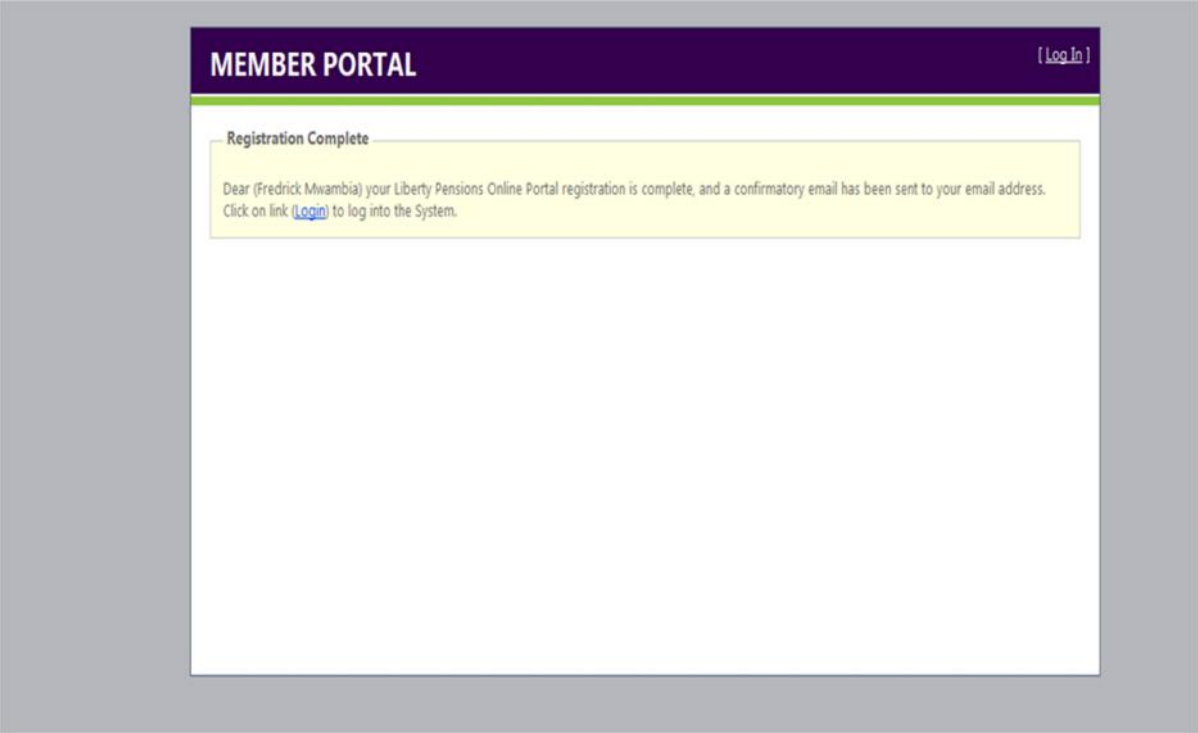 MEMBER PORTAL
[ Log In ]
Registration Complete
Dear (Fredrick Mwambia) your Liberty Pensions Online Portal registration is complete, and a confirmatory email has been sent to your email address.
Click on link (Login) to log into the System.